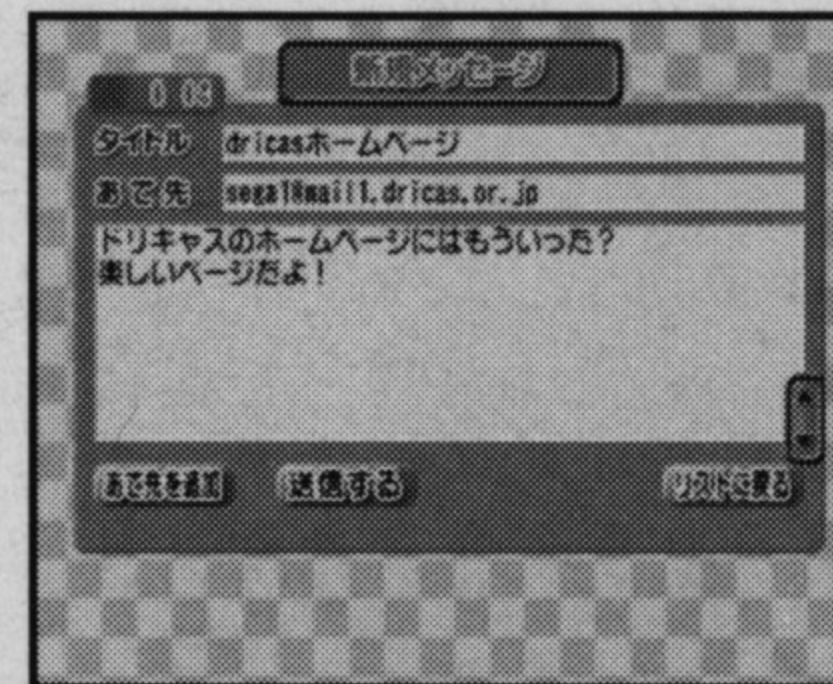 新規メッセージ
0:09
タイトル dricasホームページ
あて先 sega1@mail1.dricas.or.jp
ドリキャスのホームページにはもういった?
楽しいページだよ!
あて先を追加 送信する リストに戻る